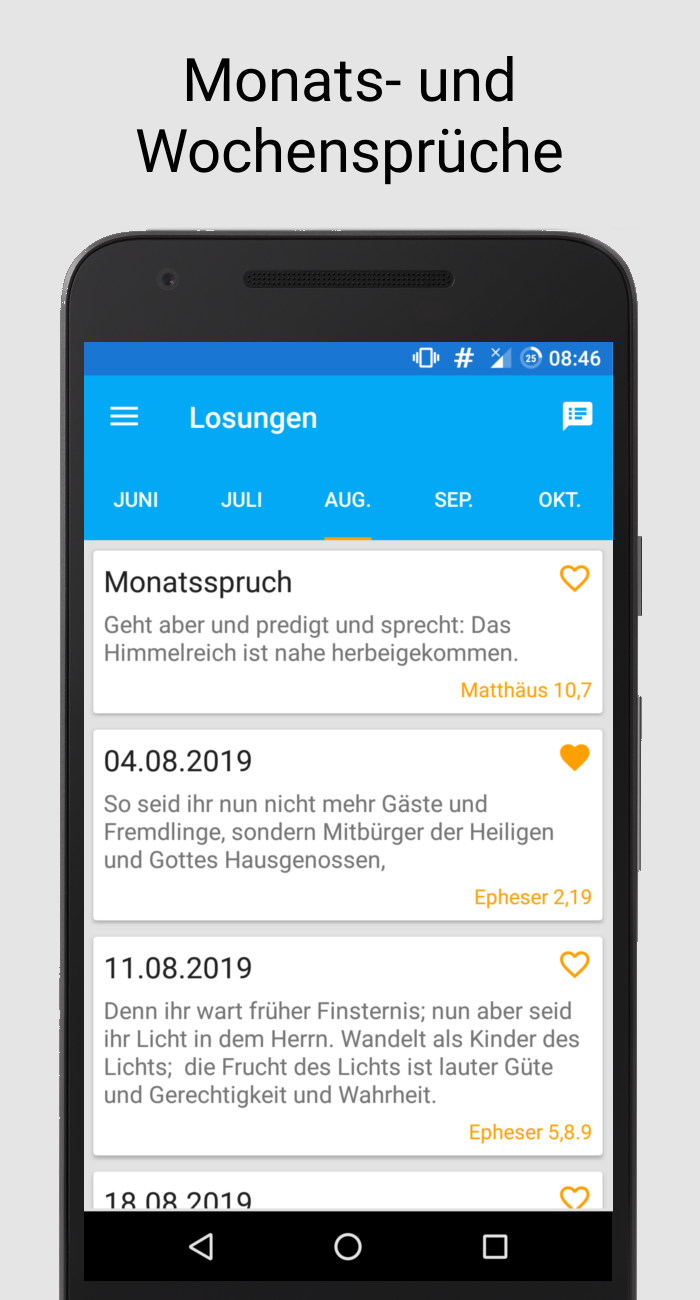 Monats- und
Wochensprüche
25 08:46
Losungen
JUNI JULI AUG. SEP. OKT.
Monatsspruch
Geht aber und predigt und sprecht: Das
Himmelreich ist nahe herbeigekommen.
Matthäus 10,7
04.08.2019
So seid ihr nun nicht mehr Gäste und
Fremdlinge, sondern Mitbürger der Heiligen
und Gottes Hausgenossen,
Epheser 2,19
11.08.2019
Denn ihr wart früher Finsternis; nun aber seid
ihr Licht in dem Herrn. Wandelt als Kinder des
Lichts;  die Frucht des Lichts ist lauter Güte
und Gerechtigkeit und Wahrheit.
Epheser 5,8.9
18.08.2019